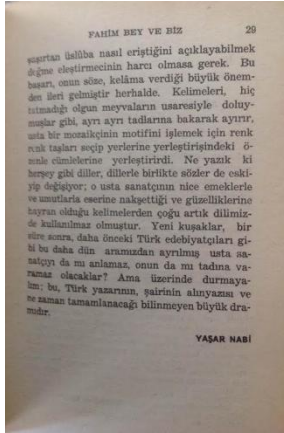 FAHİM BEY VE BİZ 29
şaşırtan üslûba nasıl eriştiğini açıklayabilmek
değme eleştirmecinin harcı olmasa gerek. Bu
başarı, onun söze, kelâma verdiği büyük önem-
den ileri gelmiştir herhalde. Kelimeleri, hiç
tutmadığı olgun meyvaların usaresiyle doluy-
muşlar gibi, ayrı ayrı tadlarına bakarak ayırır,
usta bir mozaikçinin motifini işlemek için renk
renk taşları seçip yerlerine yerleştirişindeki ö-
zenle cümlelerine yerleştirirdi. Ne yazık ki
herşey gibi diller, dillerle birlikte sözler de eski-
yip değişiyor; o usta sanatçının nice emeklerle
ve umutlarla eserine nakşettiği ve güzelliklerine
hayran olduğu kelimelerden çoğu artık dilimiz-
de kullanılmaz olmuştur. Yeni kuşaklar, bir
süre sonra, daha önceki Türk edebiyatçıları gi-
bi bu daha dün aramızdan ayrılmış usta sa-
natçıyı da mı anlamaz, onun da mı tadına va-
ramaz olacaklar? Ama üzerinde durmaya-
lım; bu, Türk yazarının, şairinin alınyazısı ve
ne zaman tamamlanacağı bilinmeyen büyük dra-
mıdır.
YAŞAR NABİ